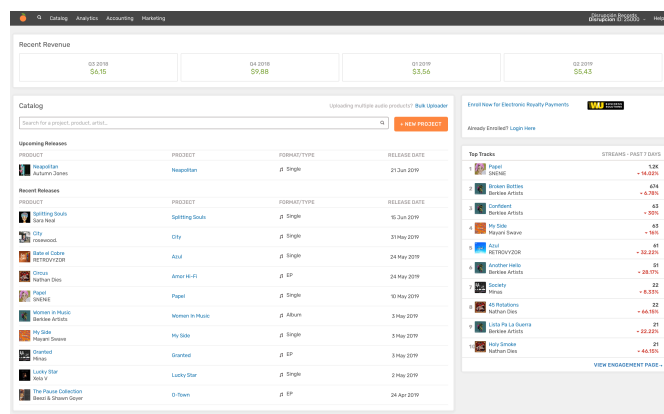 Catalog Analytics Accounting Marketing
Disrupción Records
Disrupcion ID: 25000
Help
Recent Revenue
Q3 2018
$6,15
Q4 2018
$9,88
Q1 2019
$3,56
Q2 2019
$5,43
Catalog
Uploading multiple audio products? Bulk Uploader
Search for a project, product, artist...
+ NEW PROJECT
Upcoming Releases
PRODUCT PROJECT FORMAT/TYPE RELEASE DATE
Neapolitan
Autumn Jones
Neapolitan Single 21 Jun 2019
Recent Releases
PRODUCT PROJECT FORMAT/TYPE RELEASE DATE
Splitting Souls
Sara Neal
Splitting Souls Single 15 Jun 2019
City
rosewood.
City Single 31 May 2019
Bate el Cobre
RETROVYZOR
Azul Single 24 May 2019
Circus
Nathan Dies
Amor Hi-Fi EP 24 May 2019
Papel
SNENiE
Papel Single 10 May 2019
Women in Music
Berklee Artists
Women In Music Album 3 May 2019
My Side
Mayani Swave
My Side Single 3 May 2019
Granted
Minas
Granted EP 3 May 2019
Lucky Star
Xelo V
Lucky Star Single 2 May 2019
The Pause Collection
Beezi & Shawn Goyer
O-Town EP 24 Apr 2019
Enroll Now for Electronic Royalty Payments
WU
Already Enrolled? Login Here
Top Tracks STREAMS - PAST 7 DAYS
1 Papel 1.2K
SNENiE 14.02%
2 Broken Bottles 674
Berklee Artists 6.78%
3 Confident 63
Berklee Artists 30%
4 My Side 63
Mayani Swave 16%
5 Azul 61
RETROVYZOR 32.22%
6 Another Hello 51
Berklee Artists 28.17%
7 Society 22
Minas 8.33%
8 45 Rotations 22
Nathan Dies 66.15%
9 Lista Pa La Guerra 21
Berklee Artists 22.22%
10 Holy Smoke 21
Nathan Dies 46.15%
VIEW ENGAGEMENT PAGE